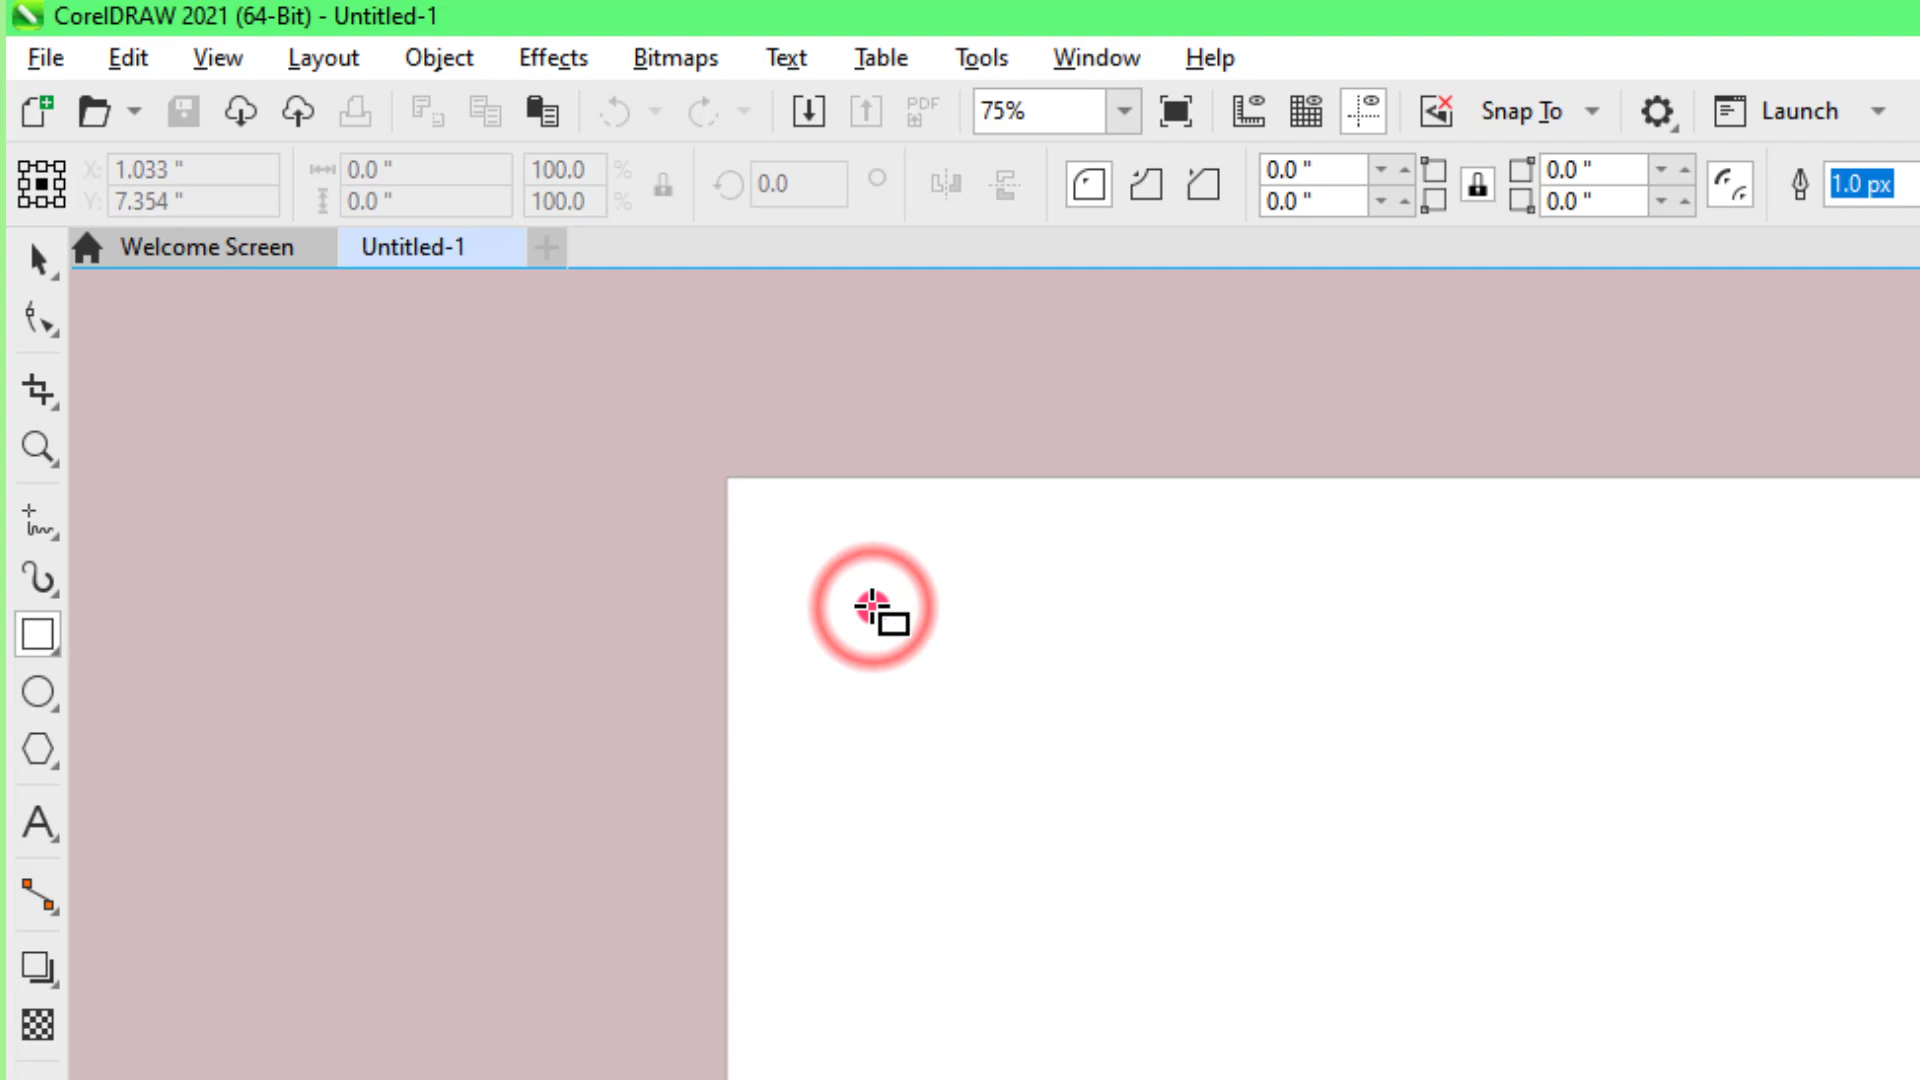 CorelDRAW 2021 (64-Bit) - Untitled-1
File Edit View Layout Object Effects Bitmaps Text Table Tools Window Help
PDF 75% Snap To Launch
X: 1.033 " 0.0 " 100.0 % 0.0 0.0 " 0.0 " 1.0 px
Y: 7.354 " 0.0 " 100.0 % 0.0 " 0.0 "
Welcome Screen Untitled-1